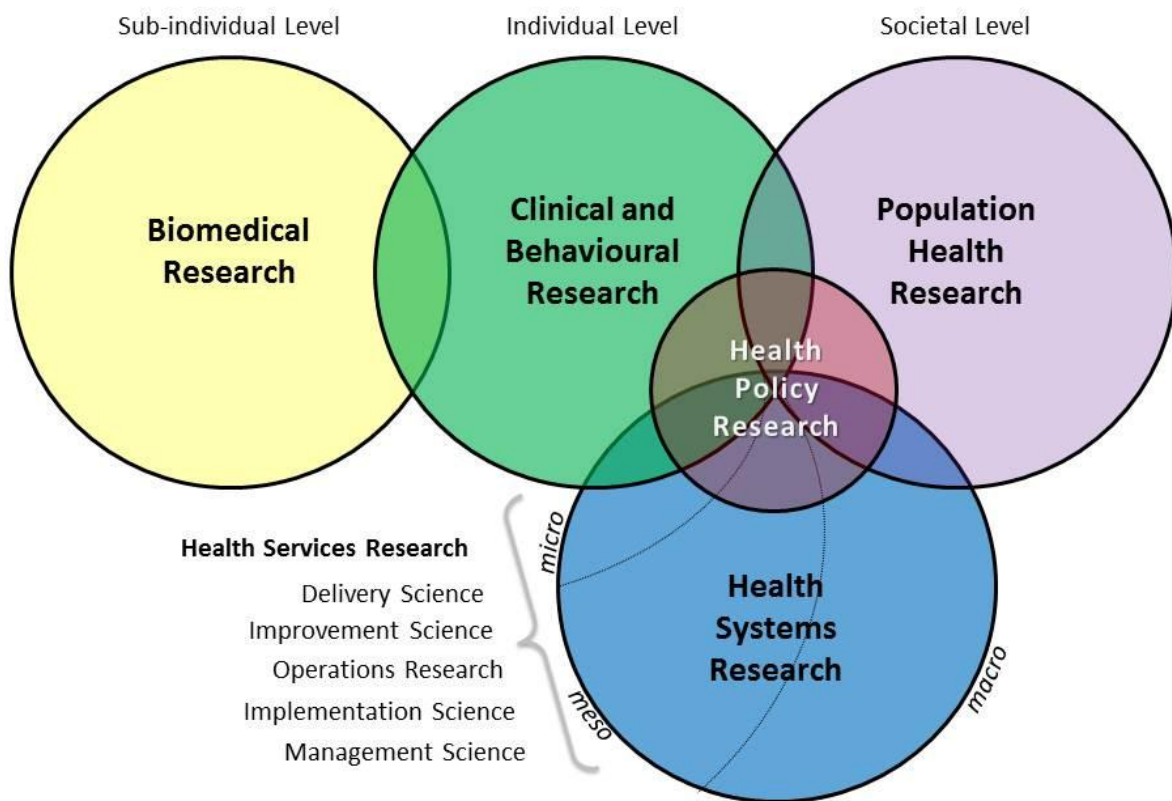 Sub-individual Level
Individual Level
Societal Level
Biomedical
Research
Clinical and
Behavioural
Research
Population
Health
Research
Health
Policy
Research
Health Services Research
Delivery Science
Improvement Science
Operations Research
Implementation Science
Management Science
micro
meso
macro
Health
Systems
Research